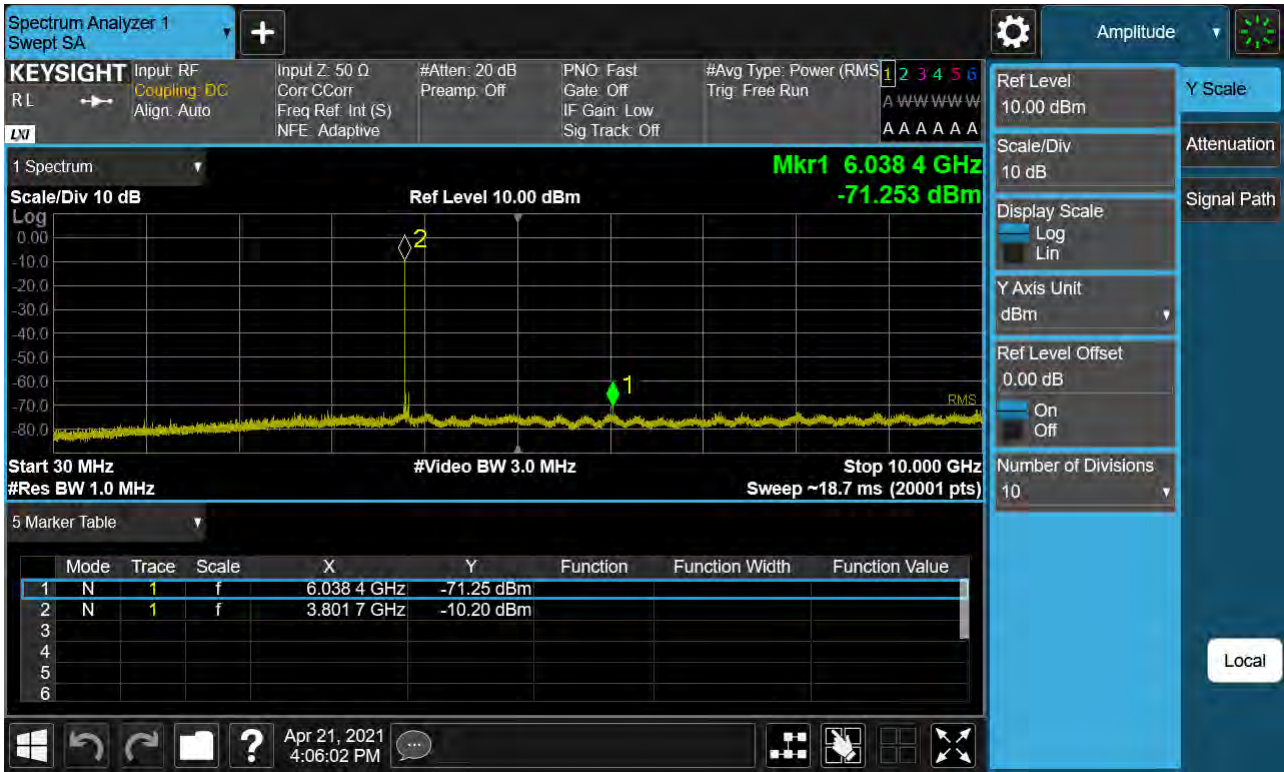 Spectrum Analyzer 1
Swept SA
+
Amplitude
KEYSIGHT
RL
LXI
Input: RF
Coupling: DC
Align: Auto
Input Z: 50 Ω
Corr CCorr
Freq Ref: Int (S)
NFE: Adaptive
#Atten: 20 dB
Preamp: Off
PNO: Fast
Gate: Off
IF Gain: Low
Sig Track: Off
#Avg Type: Power (RMS
Trig: Free Run
1 2 3 4 5 6
A W W W W W
A A A A A A
1 Spectrum
Mkr1 6.038 4 GHz
-71.253 dBm
Scale/Div 10 dB
Ref Level 10.00 dBm
Log
0.00
-10.0
-20.0
-30.0
-40.0
-50.0
-60.0
-70.0
-80.0
2
1
RMS
Start 30 MHz
#Video BW 3.0 MHz
Stop 10.000 GHz
#Res BW 1.0 MHz
Sweep ~18.7 ms (20001 pts)
5 Marker Table
Mode Trace Scale X Y Function Function Width Function Value
1 N 1 f 6.038 4 GHz -71.25 dBm
2 N 1 f 3.801 7 GHz -10.20 dBm
3
4
5
6
Ref Level
10.00 dBm
Scale/Div
10 dB
Display Scale
Log
Lin
Y Axis Unit
dBm
Ref Level Offset
0.00 dB
On
Off
Number of Divisions
10
Y Scale
Attenuation
Signal Path
Local
?
Apr 21, 2021
4:06:02 PM